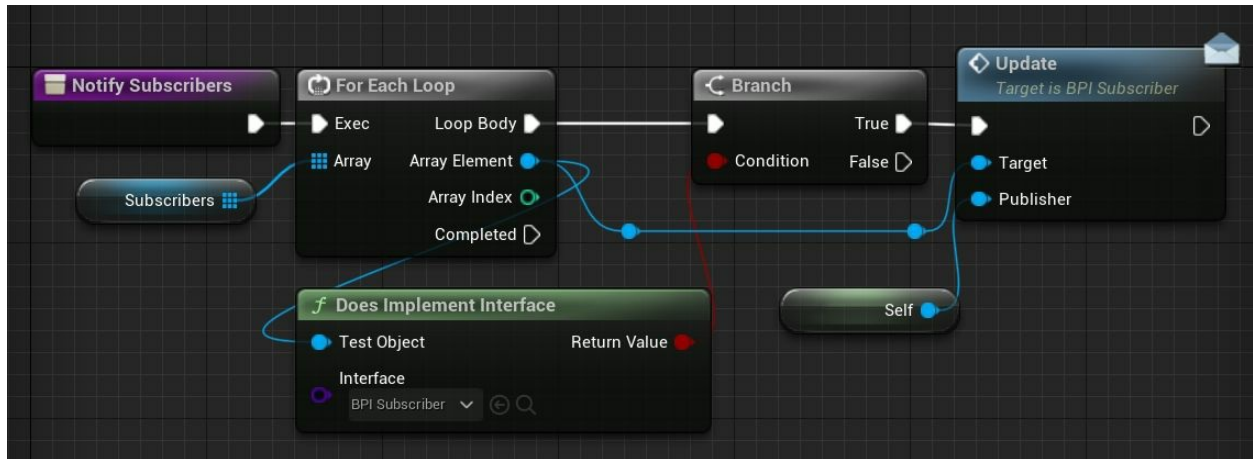 Notify Subscribers
Subscribers
For Each Loop
Exec
Loop Body
Array
Array Element
Array Index
Completed
Does Implement Interface
Test Object
Return Value
Interface
BPI Subscriber
Branch
True
Condition
False
Self
Update
Target is BPI Subscriber
Target
Publisher